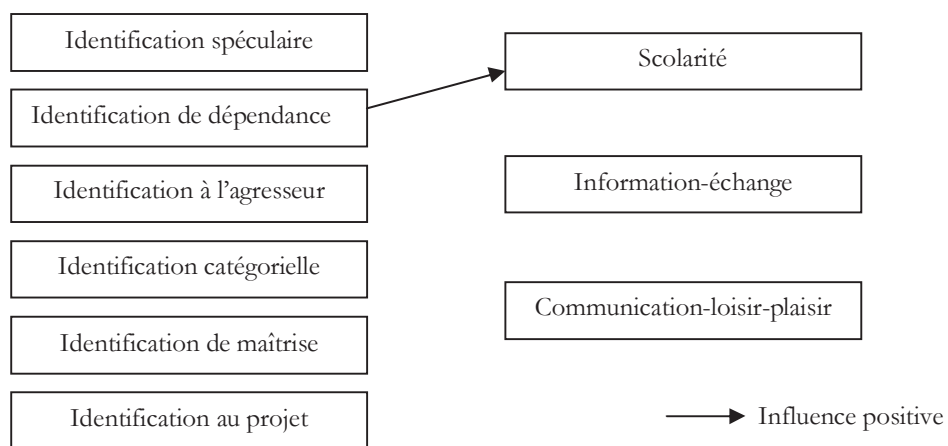 Identification spéculaire
Identification de dépendance
Identification à l'agresseur
Identification catégorielle
Identification de maîtrise
Identification au projet
Scolarité
Information-échange
Communication-loisir-plaisir
Influence positive